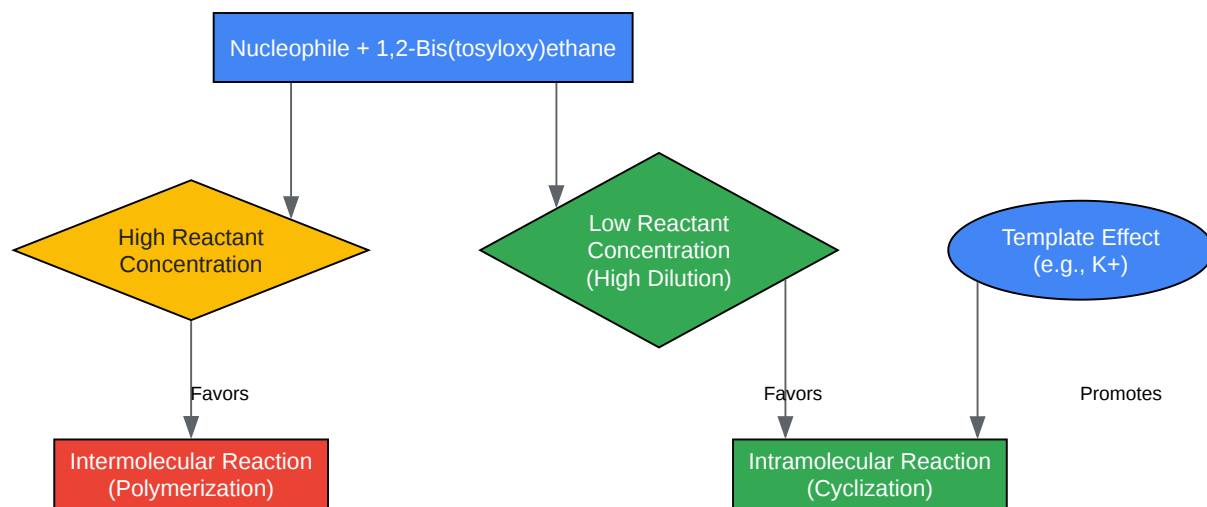 Nucleophile + 1,2-Bis(tosyloxy)ethane
High Reactant
Concentration
Low Reactant
Concentration
(High Dilution)
Template Effect
(e.g., K+)
Favors
Favors
Promotes
Intermolecular Reaction
(Polymerization)
Intramolecular Reaction
(Cyclization)